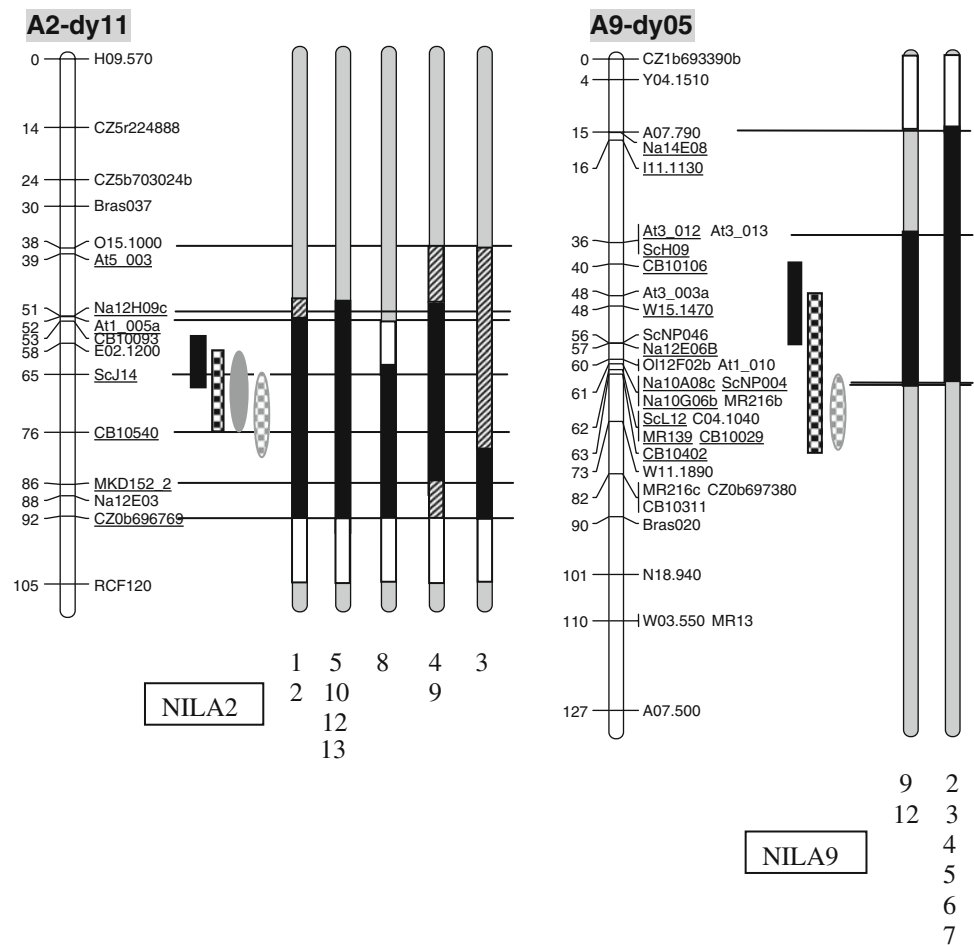 A2-dy11
0 H09.570
14 CZ5r224888
24 CZ5b703024b
30 Bras037
38 O15.1000
39 At5_003
51 Na12H09c
52 At1_005a
53 CB10093
58 E02.1200
65 ScJ14
76 CB10540
86 MKD152_2
88 Na12E03
92 CZ0b696769
105 RCF120
1 5 8 4 3
2 10 9
12
13
NILA2
A9-dy05
0 CZ1b693390b
4 Y04.1510
15 A07.790
Na14E08
16 I11.1130
At3_012 At3_013
36 ScH09
40 CB10106
48 At3_003a
48 W15.1470
56 ScNP046
57 Na12E06B
60 Ol12F02b At1_010
61 Na10A08c ScNP004
Na10G06b MR216b
62 ScL12 C04.1040
MR139 CB10029
63 CB10402
73 W11.1890
82 MR216c CZ0b697380
CB10311
90 Bras020
101 N18.940
110 W03.550 MR13
127 A07.500
9 2
12 3
4
5
6
7
NILA9